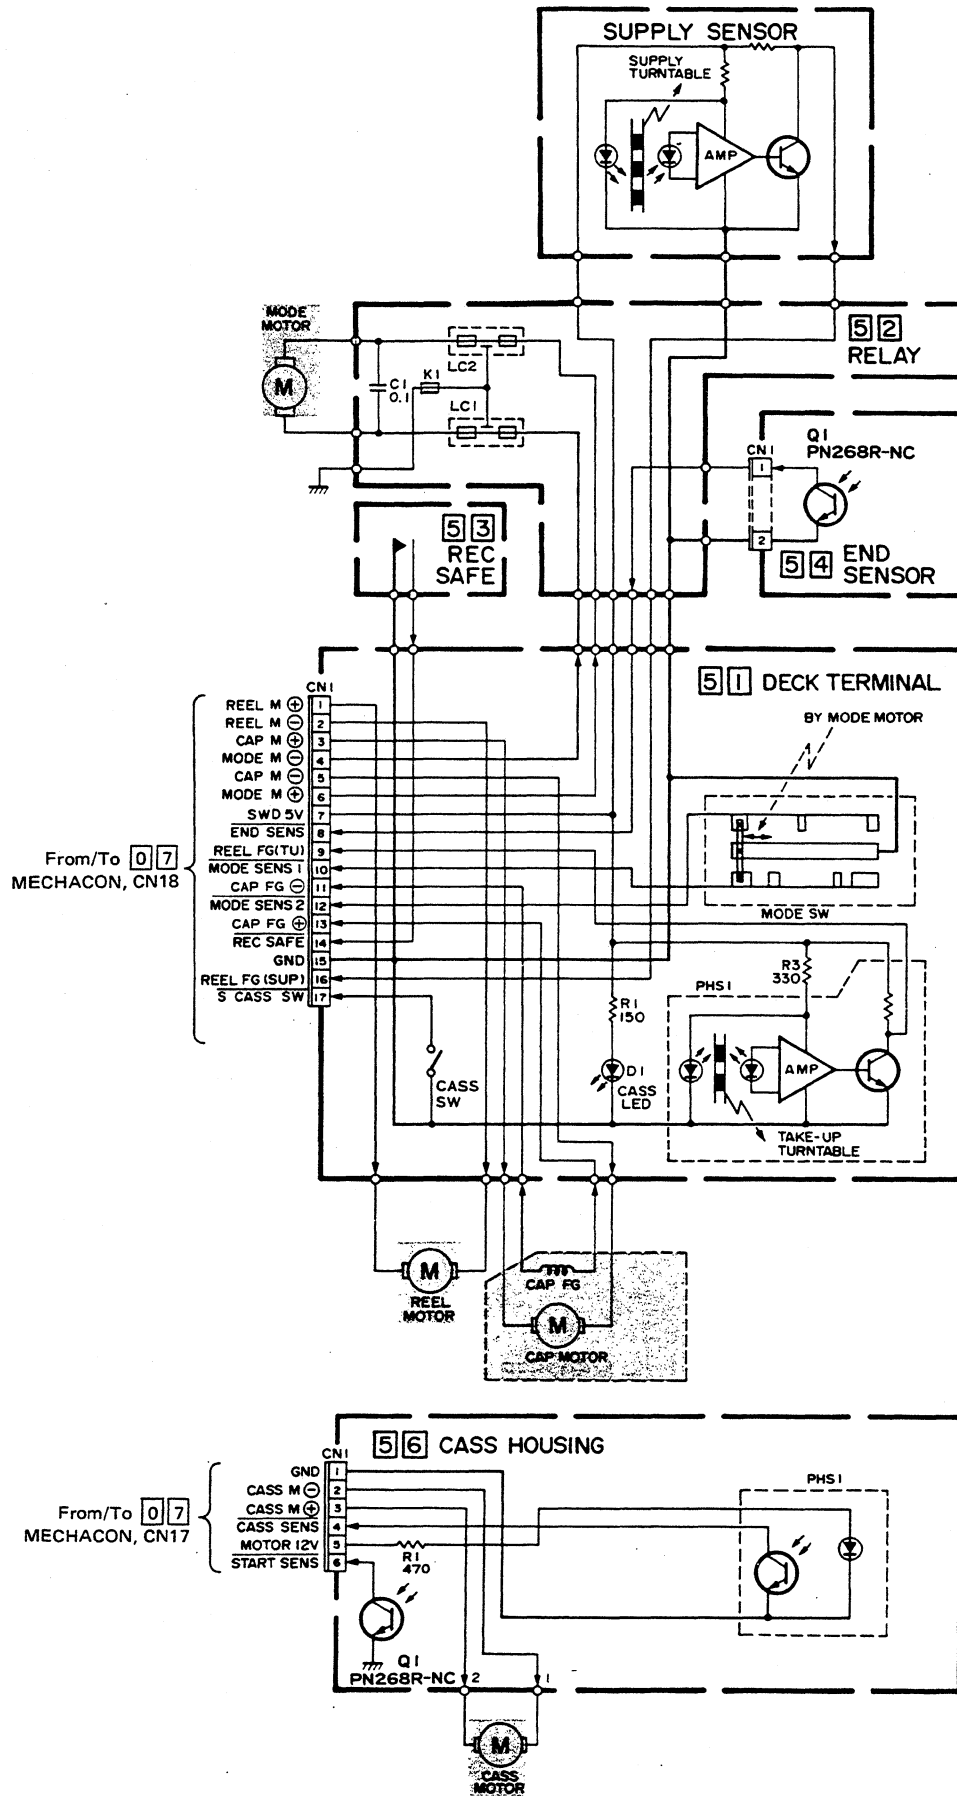 SUPPLY SENSOR
SUPPLY
TURNTABLE
AMP
MODE
MOTOR
M
C1
0.1
K1
LC2
LC1
5 2
RELAY
Q1
PN268R-NC
CN1
1
2
5 4 END
SENSOR
5 3
REC
SAFE
5 1 DECK TERMINAL
BY MODE MOTOR
CN1
REEL M ⊕ 1
REEL M ⊖ 2
CAP M ⊕ 3
MODE M ⊖ 4
CAP M ⊖ 5
MODE M ⊕ 6
SWD 5V 7
END SENS 8
REEL FG(TU) 9
MODE SENS 1 10
CAP FG ⊖ 11
MODE SENS 2 12
CAP FG ⊕ 13
REC SAFE 14
GND 15
REEL FG (SUP) 16
S CASS SW 17
From/To 0 7
MECHACON, CN18
MODE SW
R3
330
PHS1
R1
150
D1
CASS
LED
AMP
CASS
SW
TAKE-UP
TURNTABLE
M
REEL
MOTOR
CAP FG
M
CAP MOTOR
5 6 CASS HOUSING
CN1
GND 1
CASS M ⊖ 2
CASS M ⊕ 3
CASS SENS 4
MOTOR 12V 5
START SENS 6
From/To 0 7
MECHACON, CN17
R1
470
PHS1
Q1
PN268R-NC
2
1
M
CASS
MOTOR